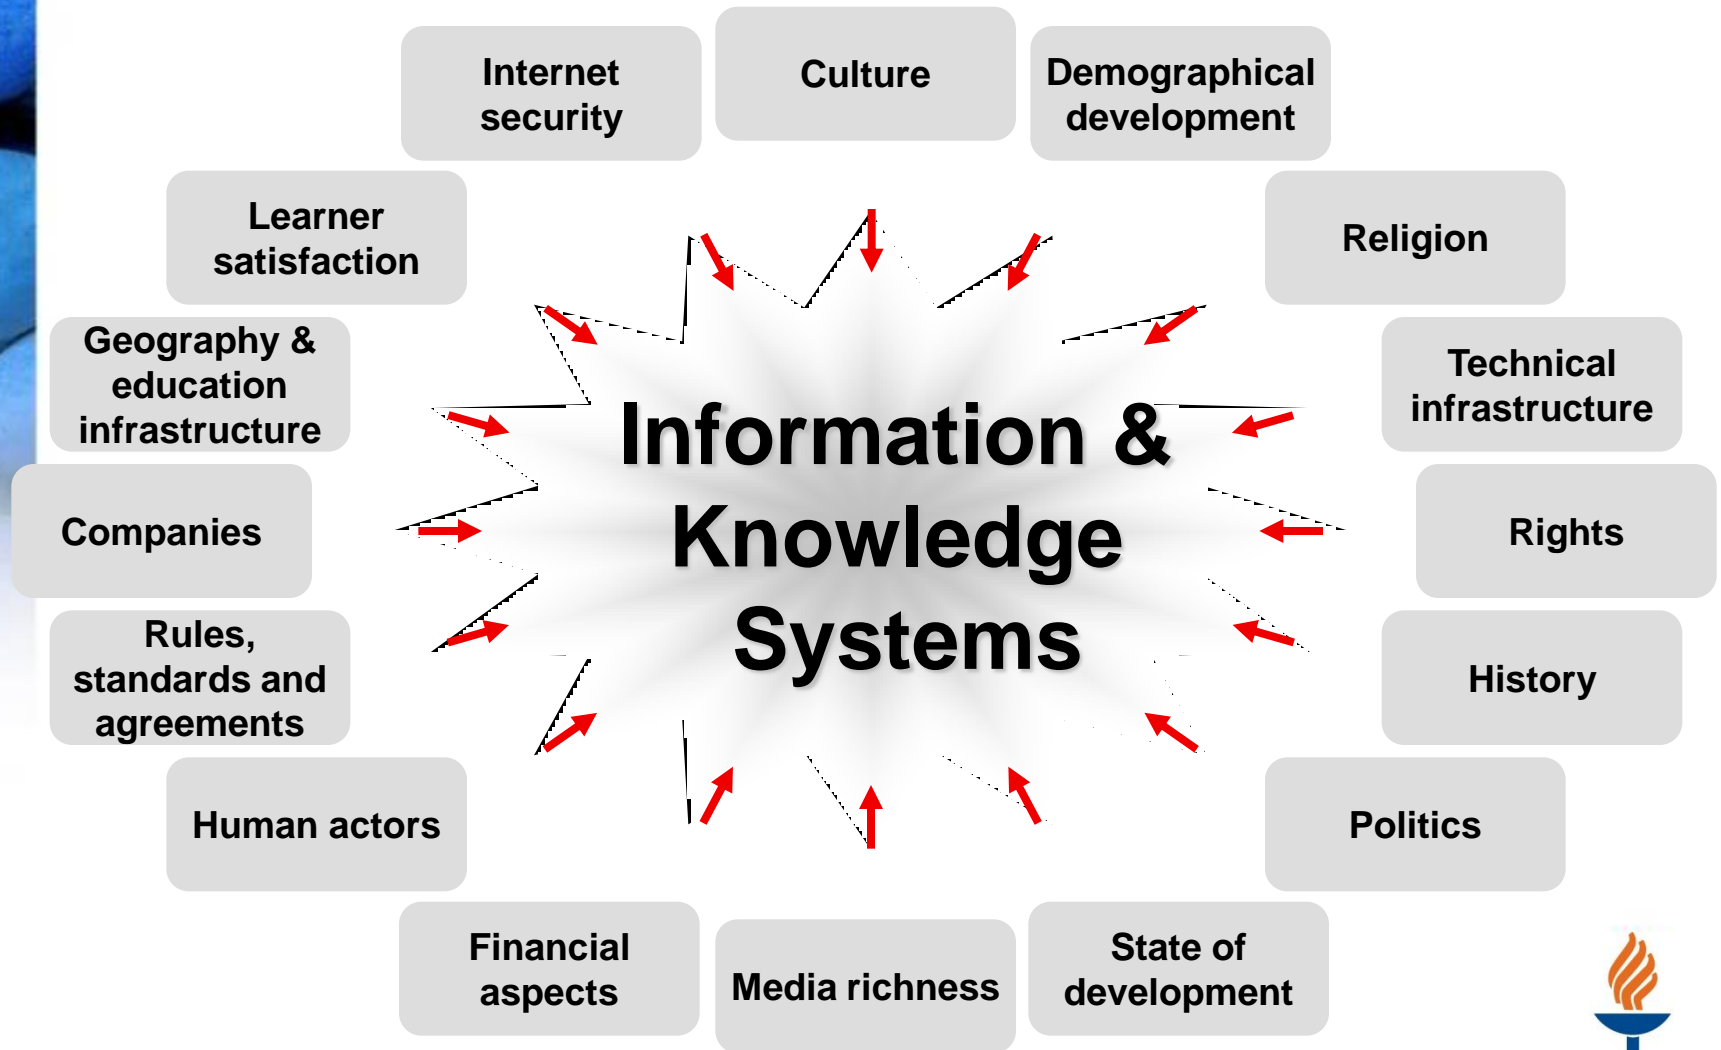 Internet
security
Culture
Demographical
development
Learner
satisfaction
Religion
Geography &
education
infrastructure
Technical
infrastructure
Information &
Knowledge
Systems
Companies
Rights
Rules,
standards and
agreements
History
Human actors
Politics
Financial
aspects
Media richness
State of
development